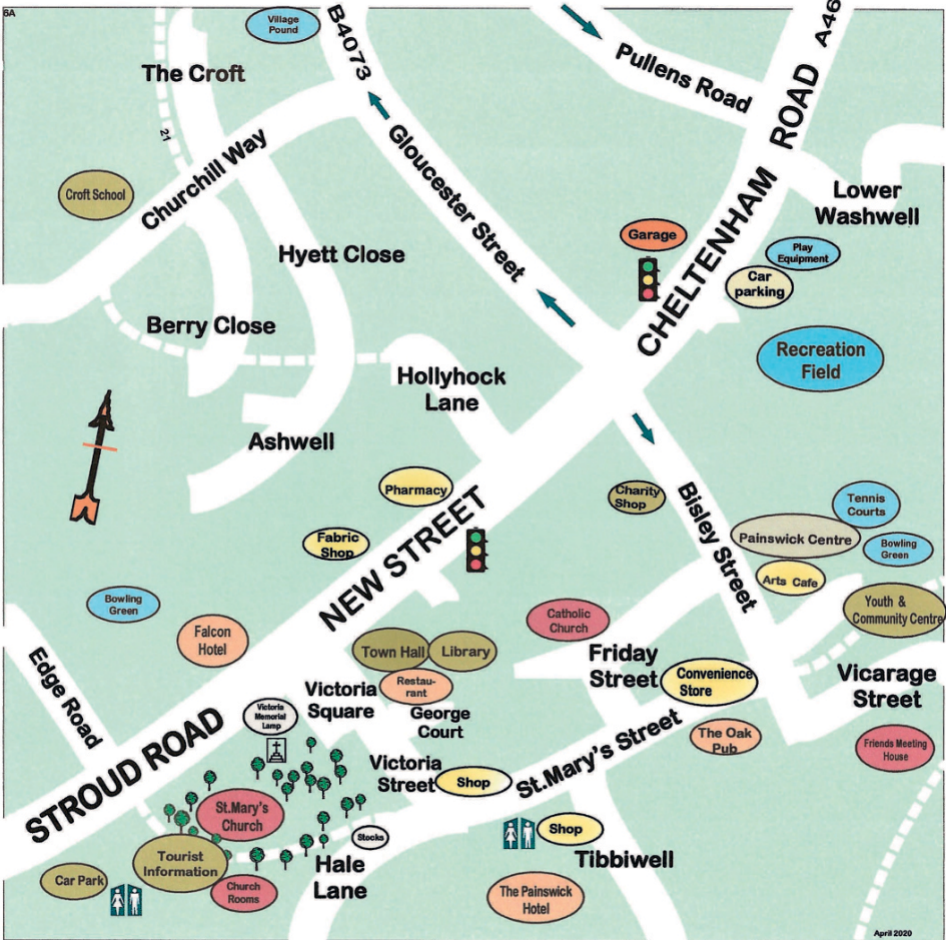 6A
Village
Pound
B4073
The Croft
21
Churchill Way
Croft School
Gloucester Street
Pullens Road
CHELTENHAM ROAD A46
Lower
Washwell
Garage
Play
Equipment
Car
parking
Hyett Close
Berry Close
Recreation
Field
Hollyhock
Lane
Ashwell
Pharmacy
Charity
Shop
Bisley Street
Tennis
Courts
Painswick Centre
Bowling
Green
Fabric
Shop
NEW STREET
Arts Cafe
Bowling
Green
Youth &
Community Centre
Falcon
Hotel
Catholic
Church
Town Hall
Library
Edge Road
Friday
Street
Convenience
Store
Vicarage
Street
Restau-
rant
Victoria
Square
George
Court
Victoria
Memorial
Lamp
The Oak
Pub
Friends Meeting
House
STROUD ROAD
Victoria
Street
Shop
St.Mary's Street
St.Mary's
Church
Stocks
Shop
Tibbiwell
Tourist
Information
Hale
Lane
Car Park
Church
Rooms
The Painswick
Hotel
April 2020